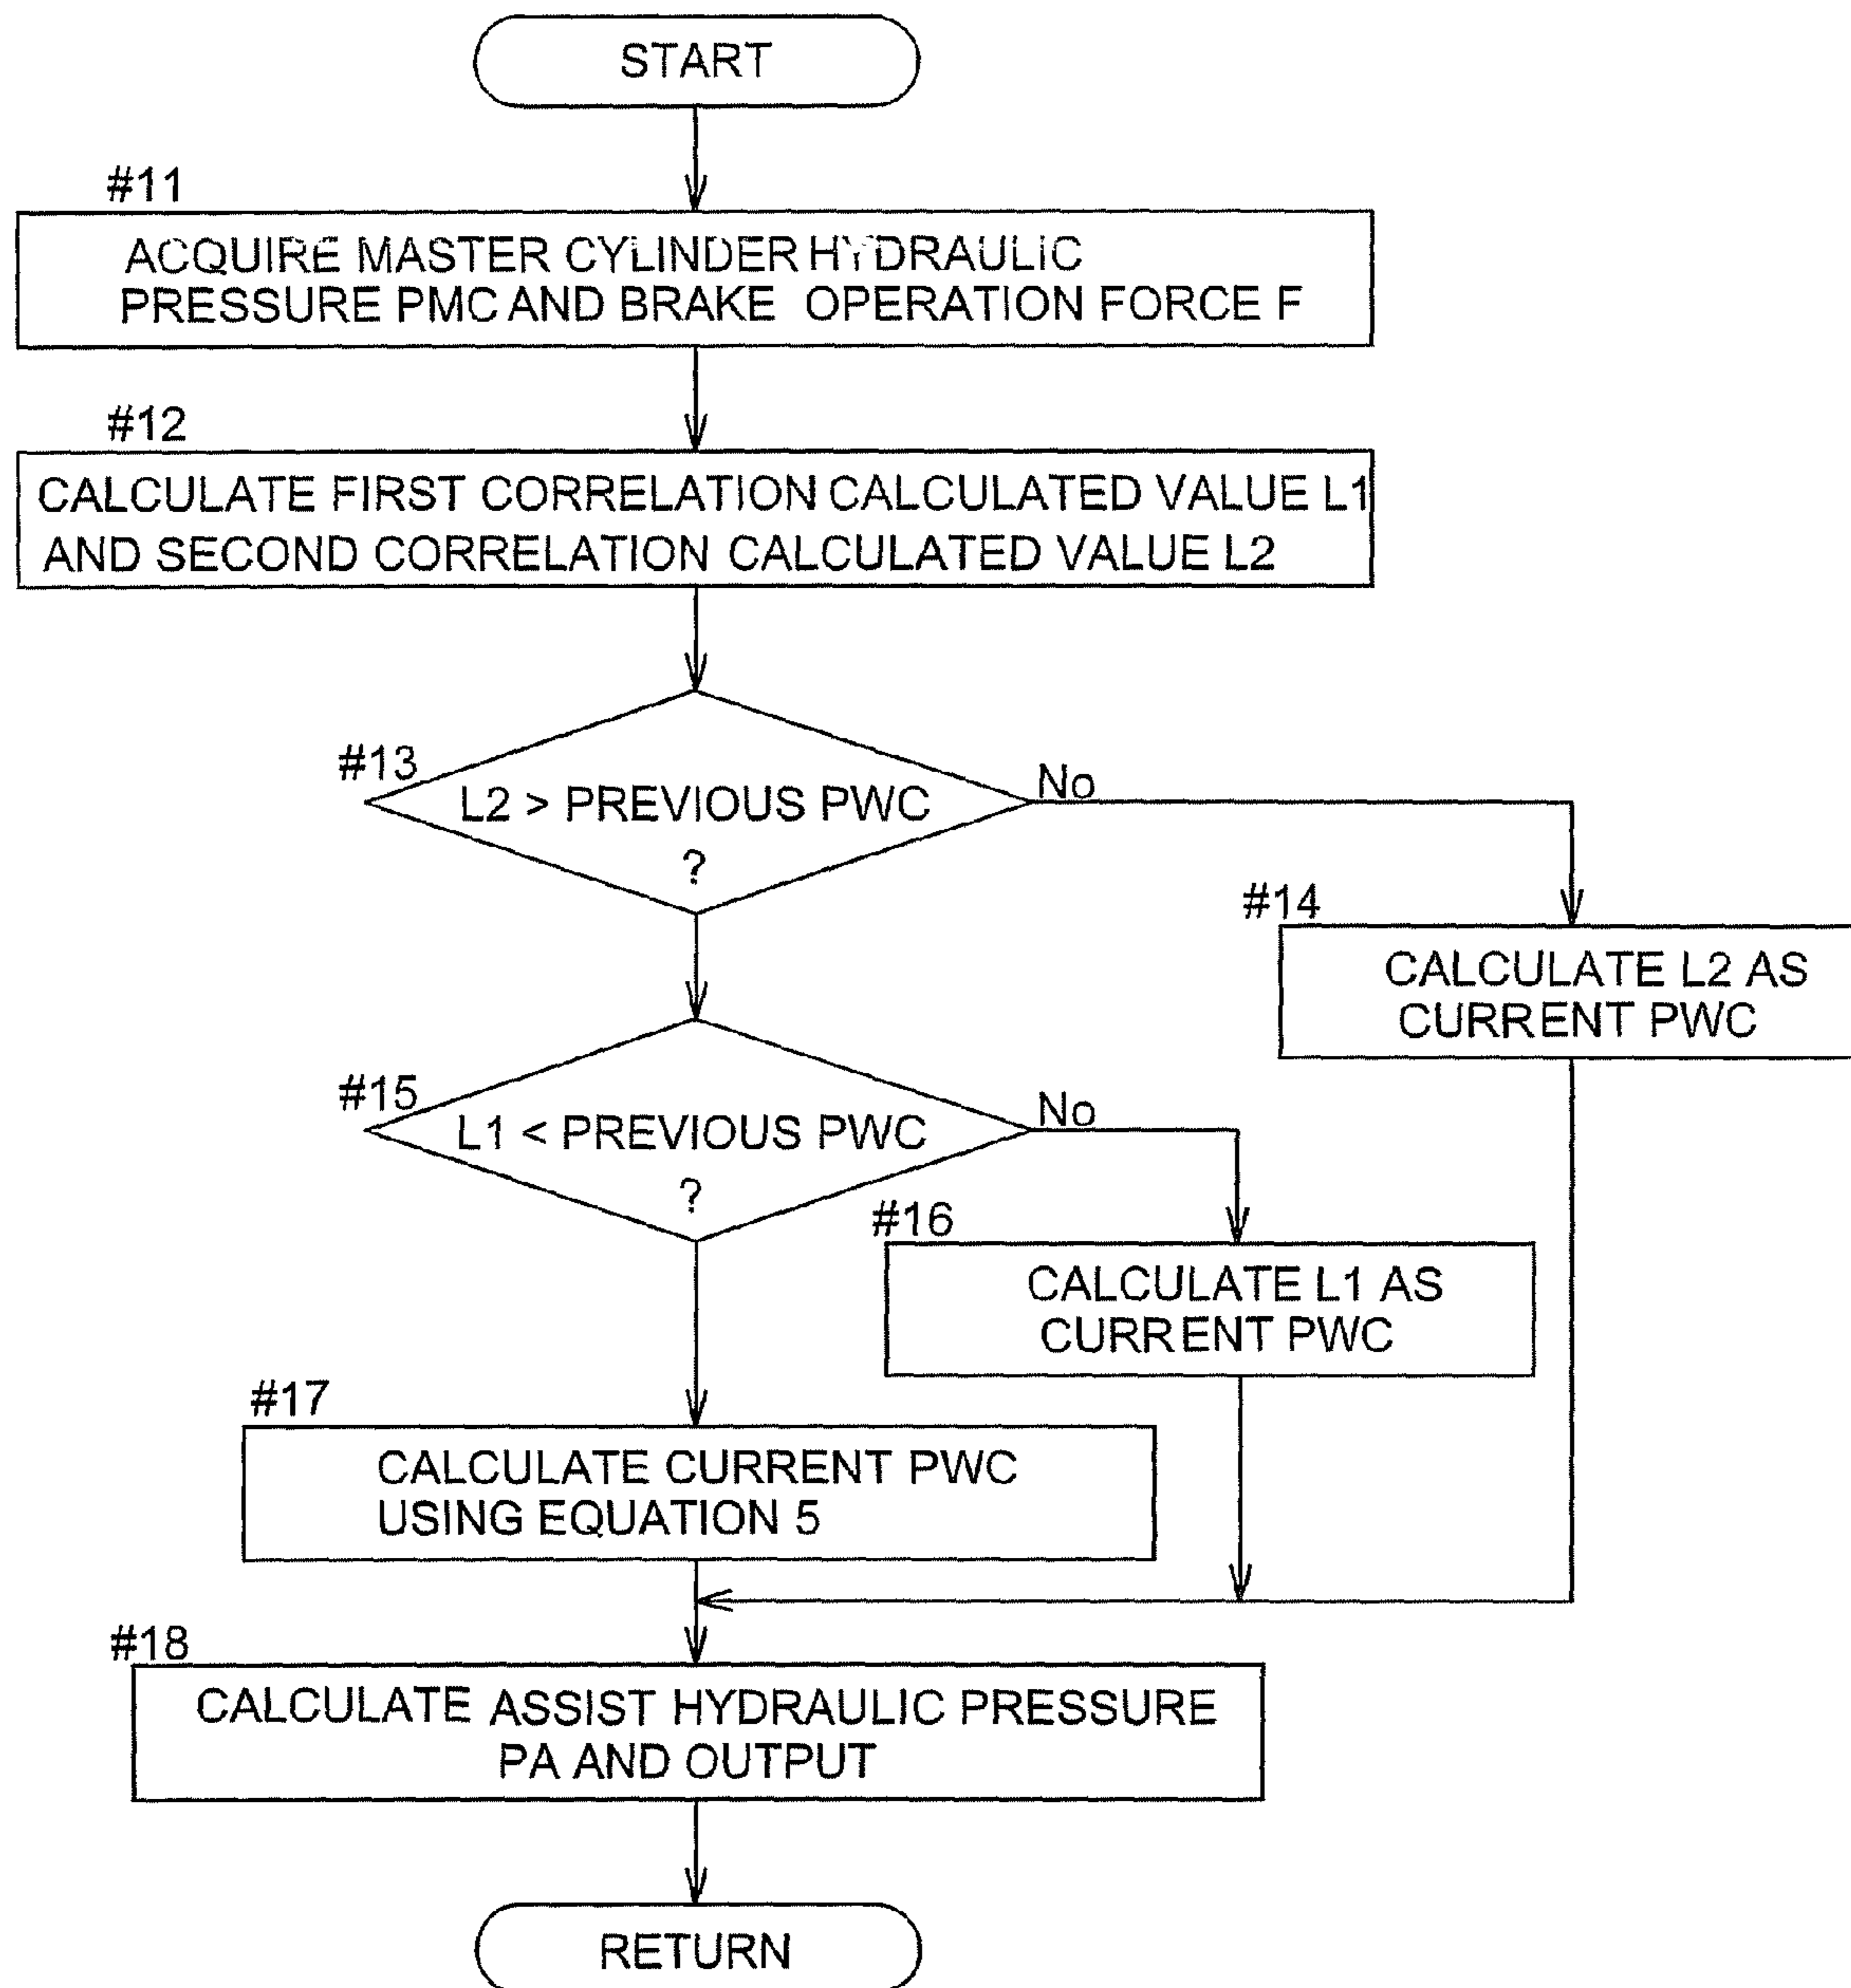 START
#11
ACQUIRE MASTER CYLINDER HYDRAULIC
PRESSURE PMC AND BRAKE OPERATION FORCE F
#12
CALCULATE FIRST CORRELATION CALCULATED VALUE L1
AND SECOND CORRELATION CALCULATED VALUE L2
#13
L2 > PREVIOUS PWC
?
No
#14
CALCULATE L2 AS
CURRENT PWC
#15
L1 < PREVIOUS PWC
?
No
#16
CALCULATE L1 AS
CURRENT PWC
#17
CALCULATE CURRENT PWC
USING EQUATION 5
#18
CALCULATE ASSIST HYDRAULIC PRESSURE
PA AND OUTPUT
RETURN